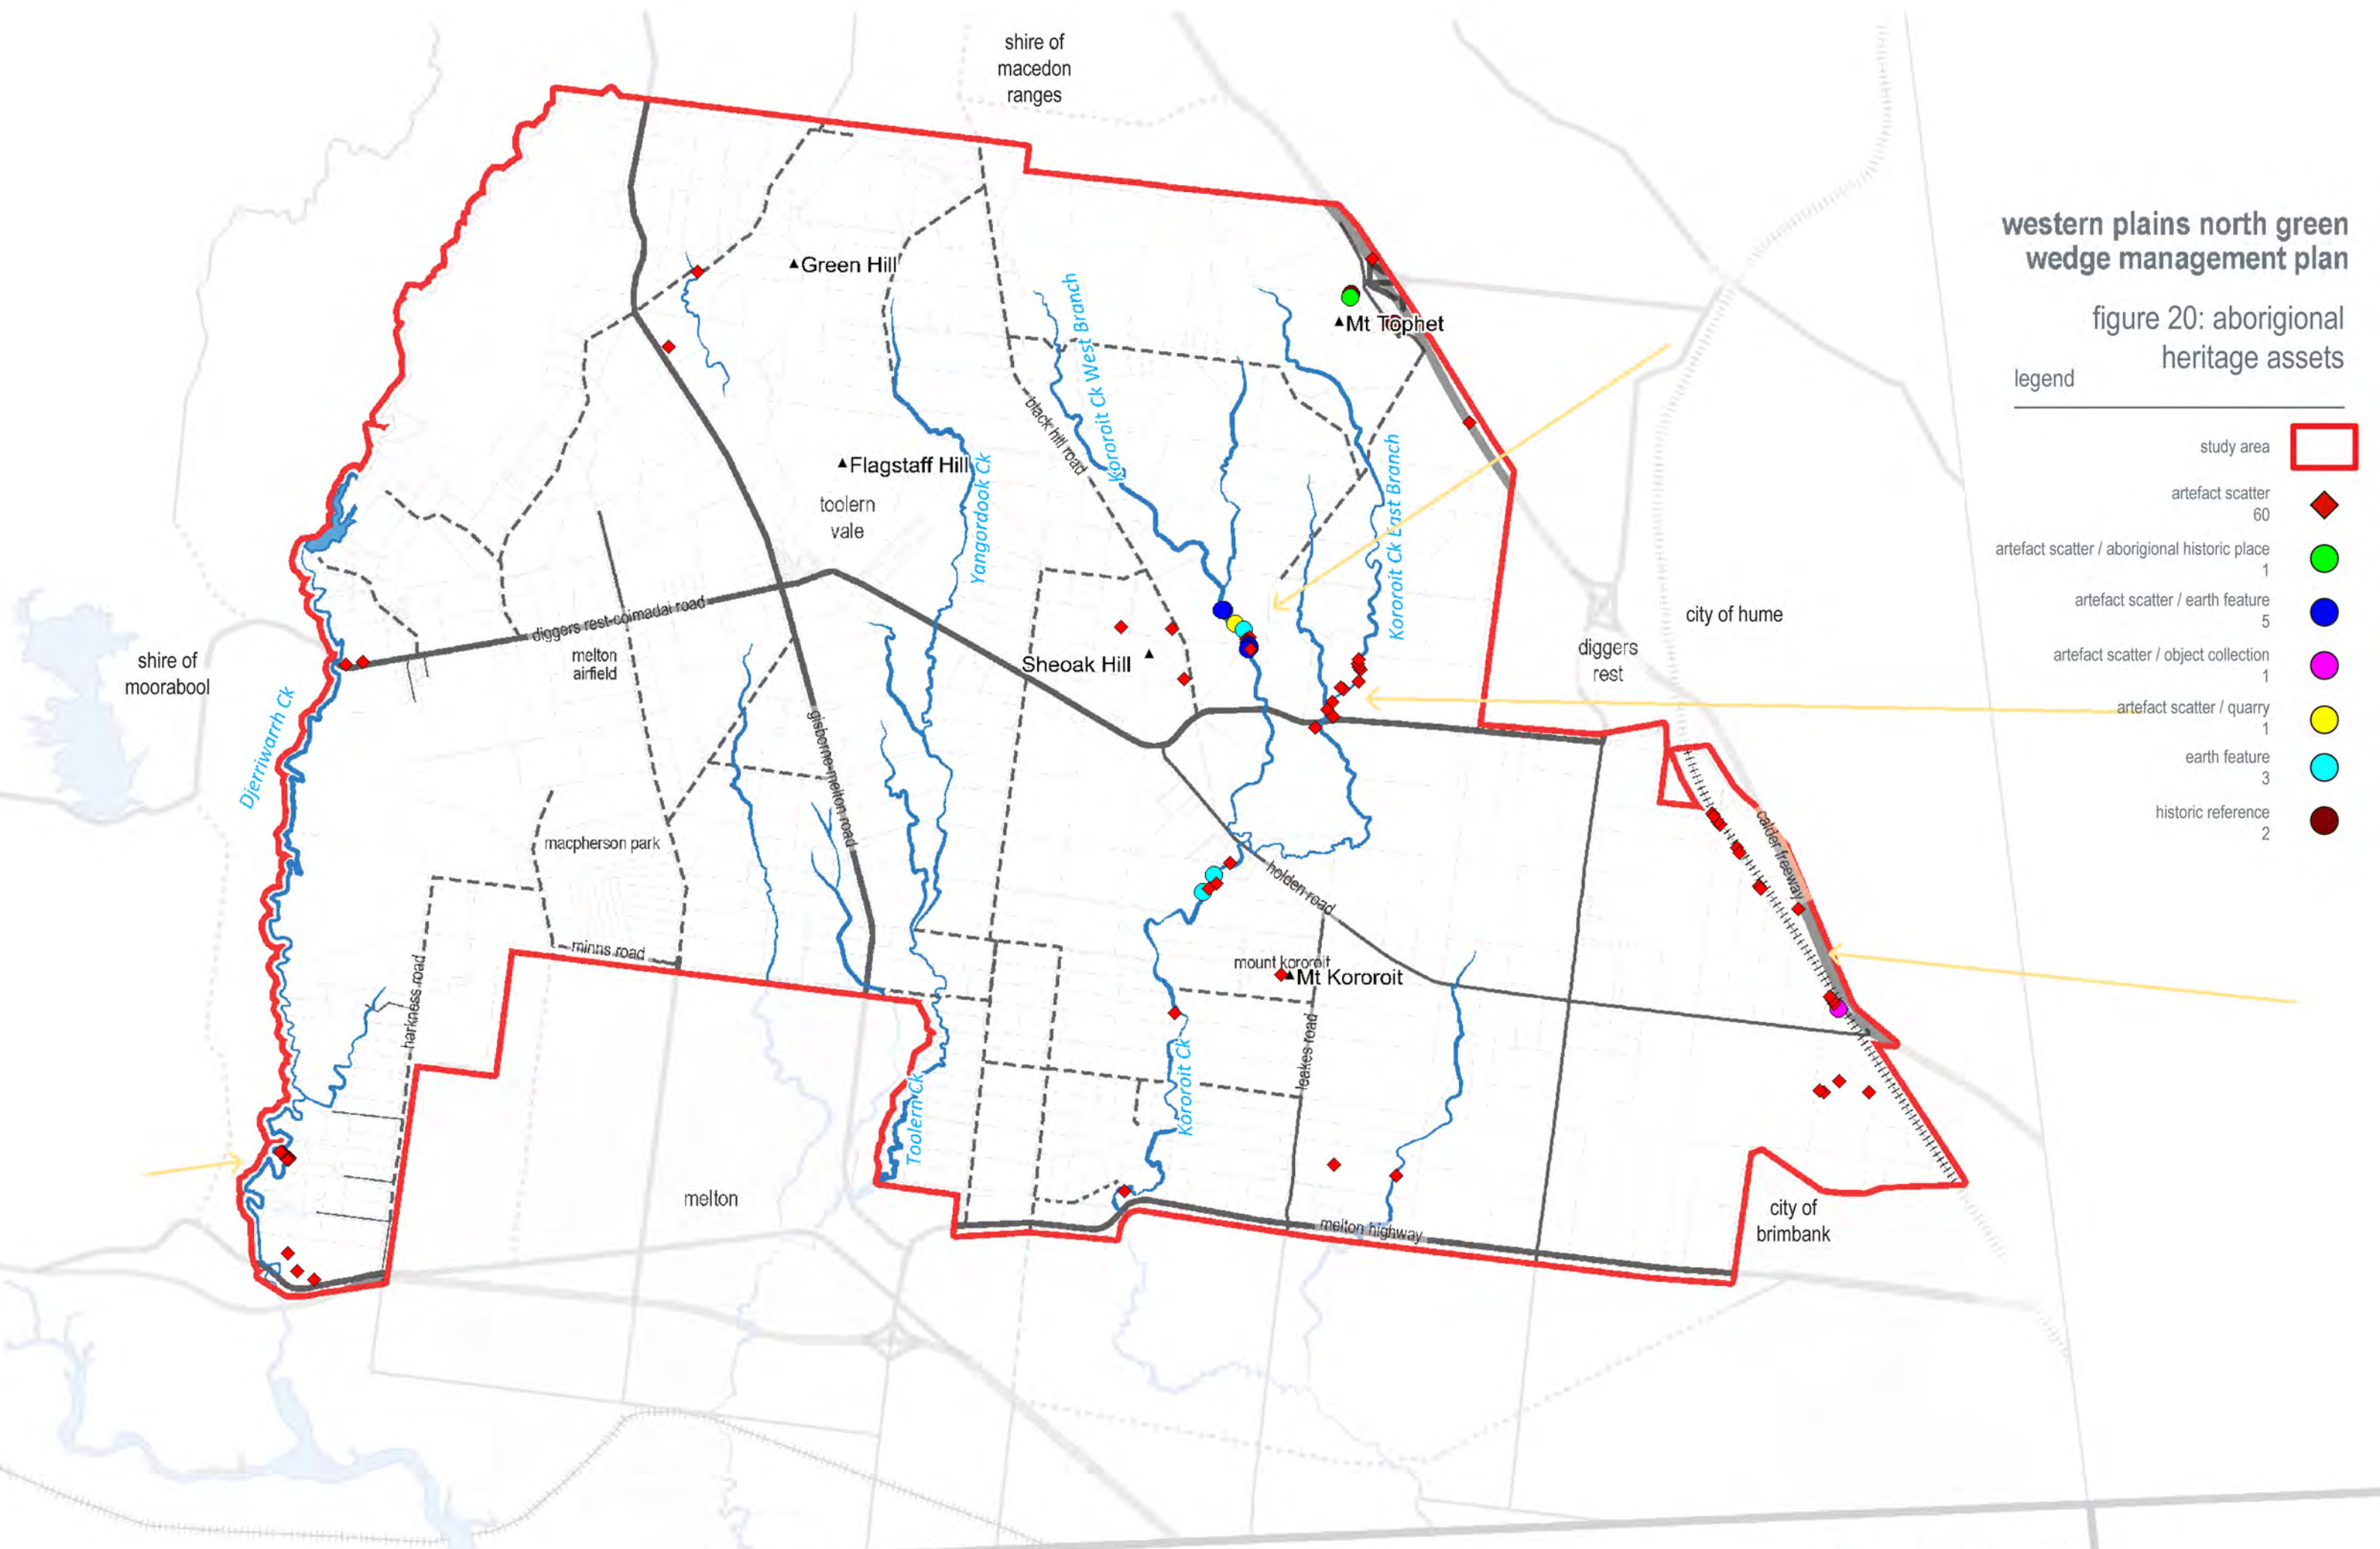 shire of
macedon
ranges
western plains north green
wedge management plan
figure 20: aborigional
heritage assets
legend
study area
artefact scatter
60
artefact scatter / aborigional historic place
1
artefact scatter / earth feature
5
artefact scatter / object collection
1
artefact scatter / quarry
1
earth feature
3
historic reference
2
Green Hill
Mt Tophet
Kororoit Ck West Branch
black hill road
Flagstaff Hill
toolern
vale
Yangordook Ck
Kororoit Ck East Branch
diggers rest-coimadai road
melton
airfield
Sheoak Hill
city of hume
diggers
rest
shire of
moorabool
Djerriwarrh Ck
gisborne-melton road
macpherson park
calder freeway
holden road
minns road
harkness road
mount kororoit
Mt Kororoit
leakes road
Toolern Ck
Kororoit Ck
melton
melton highway
city of
brimbank